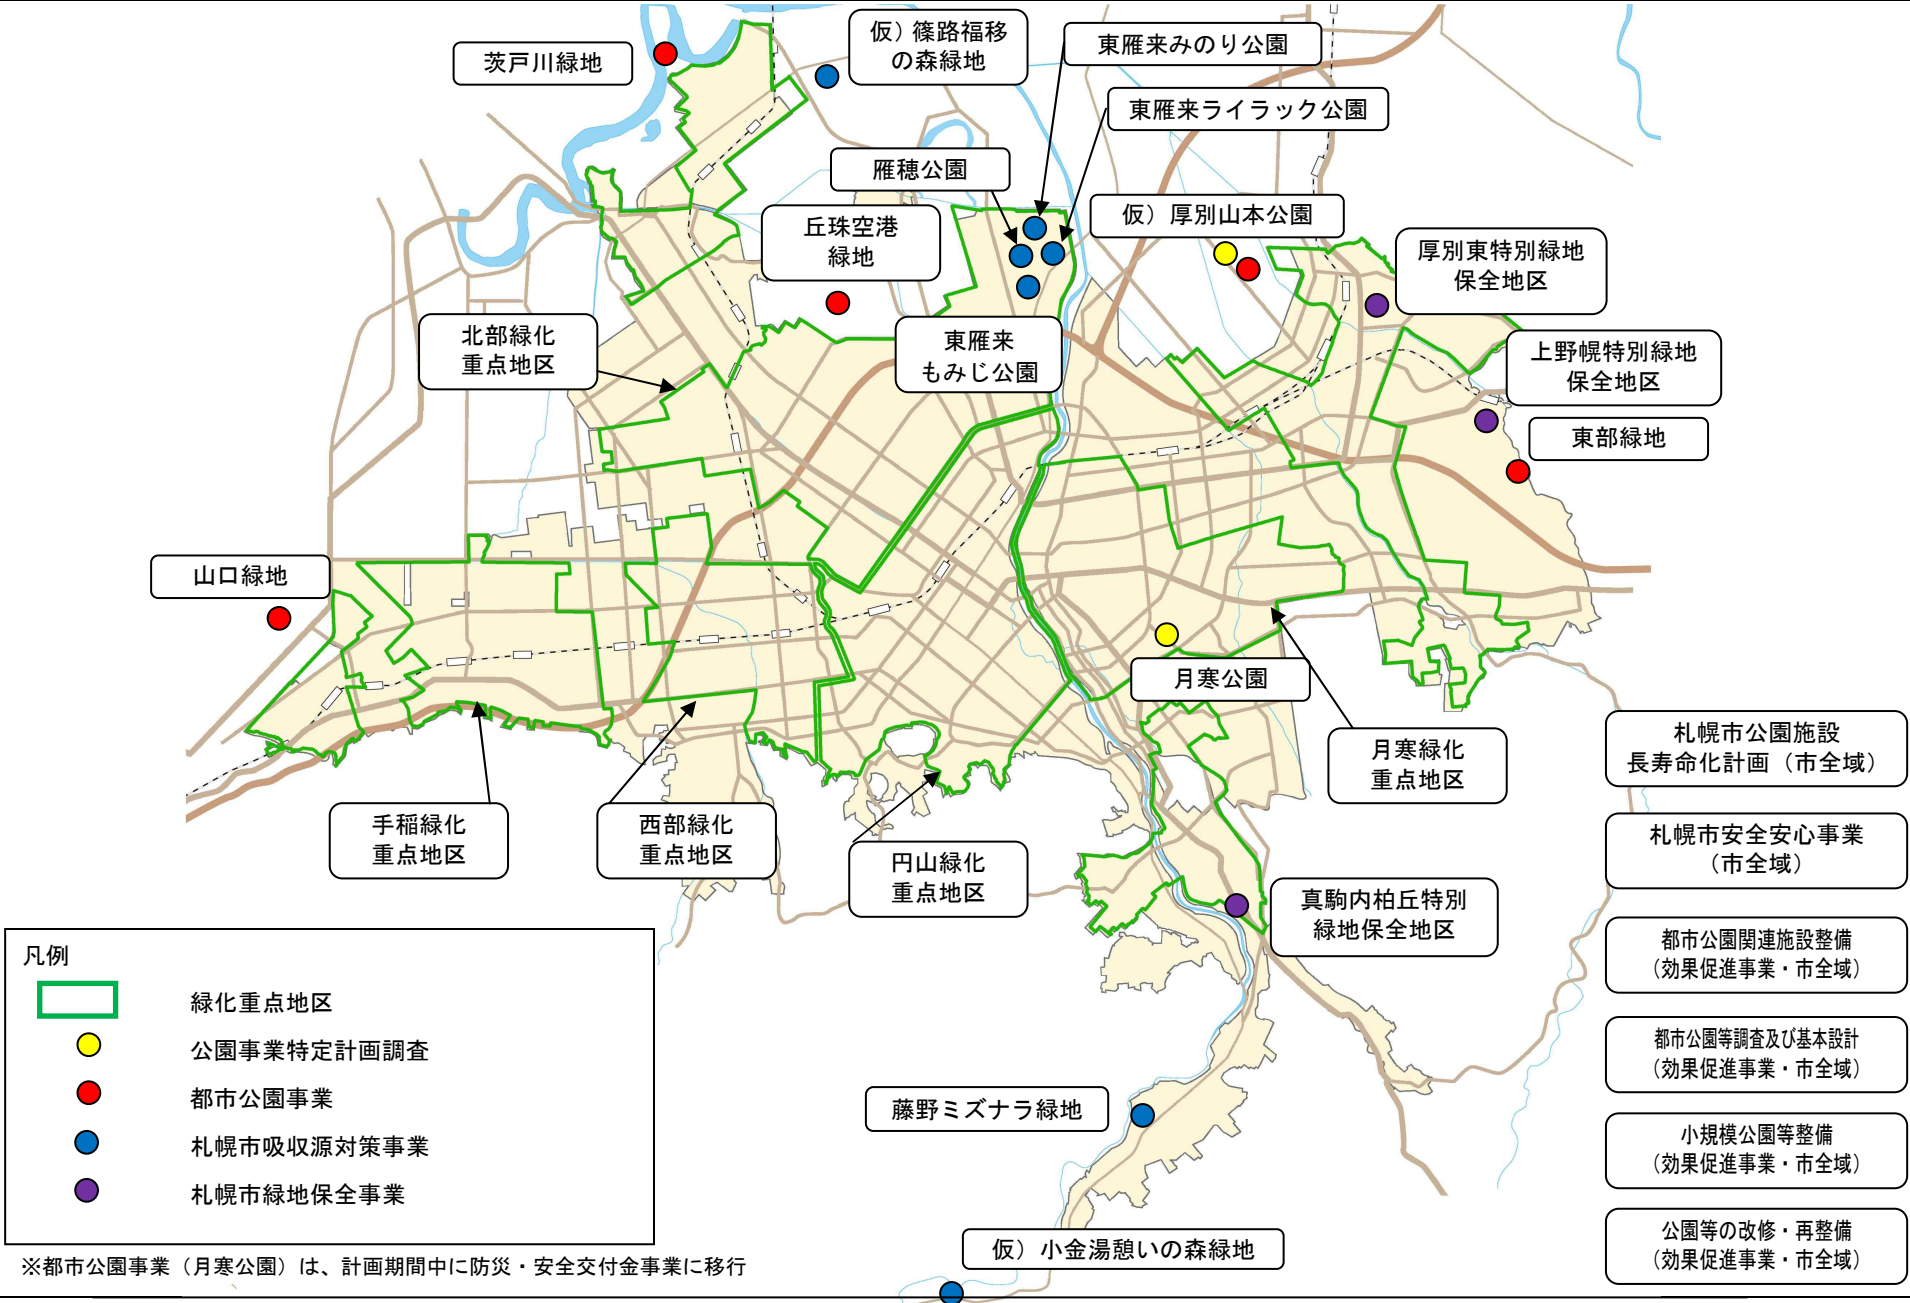 茨戸川緑地
仮）篠路福移
の森緑地
東雁来みのり公園
東雁来ライラック公園
雁穂公園
丘珠空港
緑地
仮）厚別山本公園
厚別東特別緑地
保全地区
北部緑化
重点地区
東雁来
もみじ公園
上野幌特別緑地
保全地区
東部緑地
山口緑地
月寒公園
月寒緑化
重点地区
手稲緑化
重点地区
西部緑化
重点地区
円山緑化
重点地区
真駒内柏丘特別
緑地保全地区
藤野ミズナラ緑地
仮）小金湯憩いの森緑地
札幌市公園施設
長寿命化計画（市全域）
札幌市安全安心事業
（市全域）
都市公園関連施設整備
（効果促進事業・市全域）
都市公園等調査及び基本設計
（効果促進事業・市全域）
小規模公園等整備
（効果促進事業・市全域）
公園等の改修・再整備
（効果促進事業・市全域）
凡例
緑化重点地区
公園事業特定計画調査
都市公園事業
札幌市吸収源対策事業
札幌市緑地保全事業
※都市公園事業（月寒公園）は、計画期間中に防災・安全交付金事業に移行